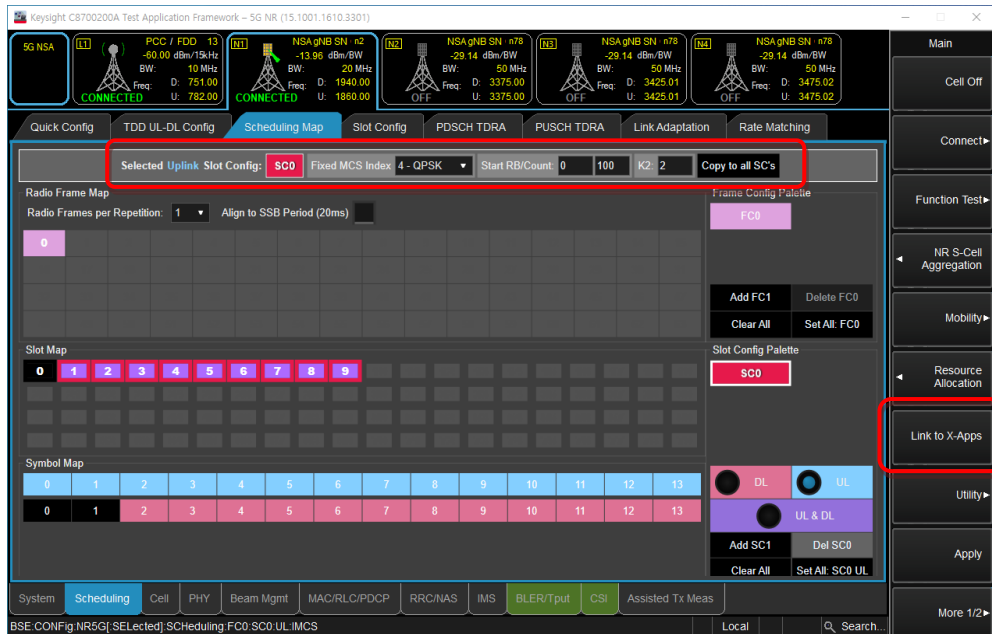 Keysight C8700200A Test Application Framework – 5G NR (15.1001.1610.3301)
5G NSA
L1
PCC / FDD 13
-60.00 dBm/15kHz
BW: 10 MHz
Freq: D: 751.00
U: 782.00
CONNECTED
N1
NSA gNB SN · n2
-13.96 dBm/BW
BW: 20 MHz
Freq: D: 1940.00
U: 1860.00
CONNECTED
N2
NSA gNB SN · n78
-29.14 dBm/BW
BW: 50 MHz
Freq: D: 3375.00
U: 3375.00
OFF
N3
NSA gNB SN · n78
-29.14 dBm/BW
BW: 50 MHz
Freq: D: 3425.01
U: 3425.01
OFF
N4
NSA gNB SN · n78
-29.14 dBm/BW
BW: 50 MHz
Freq: D: 3475.02
U: 3475.02
OFF
Quick Config TDD UL-DL Config Scheduling Map Slot Config PDSCH TDRA PUSCH TDRA Link Adaptation Rate Matching
Selected Uplink Slot Config: SC0 Fixed MCS Index 4 - QPSK Start RB/Count: 0 100 K2: 2 Copy to all SC's
Radio Frame Map
Radio Frames per Repetition: 1 Align to SSB Period (20ms)
0
Frame Config Palette
FC0
Add FC1 Delete FC0
Clear All Set All: FC0
Slot Map
0 1 2 3 4 5 6 7 8 9
Slot Config Palette
SC0
Symbol Map
0 1 2 3 4 5 6 7 8 9 10 11 12 13
0 1 2 3 4 5 6 7 8 9 10 11 12 13
DL UL
UL & DL
Add SC1 Del SC0
Clear All Set All: SC0 UL
System Scheduling Cell PHY Beam Mgmt MAC/RLC/PDCP RRC/NAS IMS BLER/Tput CSI Assisted Tx Meas
BSE:CONFig:NR5G[:SELected]:SCHeduling:FC0:SC0:UL:IMCS
Local Search...
Main
Cell Off
Connect
Function Test
NR S-Cell
Aggregation
Mobility
Resource
Allocation
Link to X-Apps
Utility
Apply
More 1/2